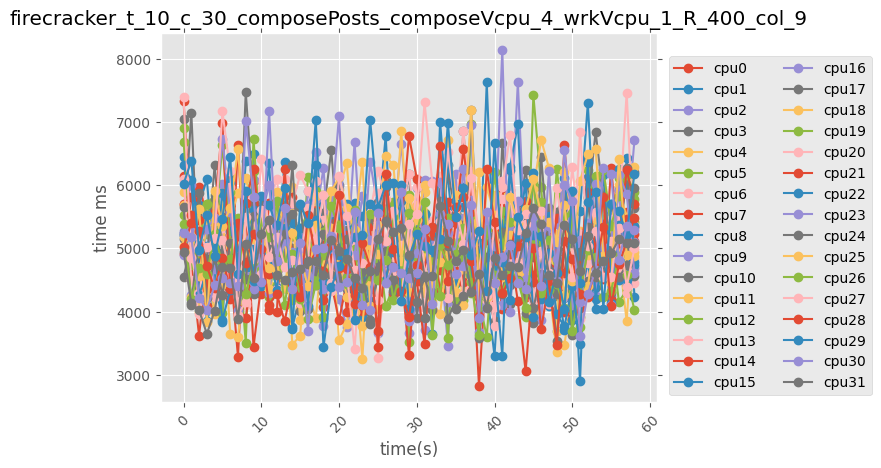 firecracker_t_10_c_30_composePosts_composeVcpu_4_wrkVcpu_1_R_400_col_9
time ms
8000
7000
6000
5000
4000
3000
0
10
20
30
40
50
60
time(s)
cpu0
cpu1
cpu2
cpu3
cpu4
cpu5
cpu6
cpu7
cpu8
cpu9
cpu10
cpu11
cpu12
cpu13
cpu14
cpu15
cpu16
cpu17
cpu18
cpu19
cpu20
cpu21
cpu22
cpu23
cpu24
cpu25
cpu26
cpu27
cpu28
cpu29
cpu30
cpu31